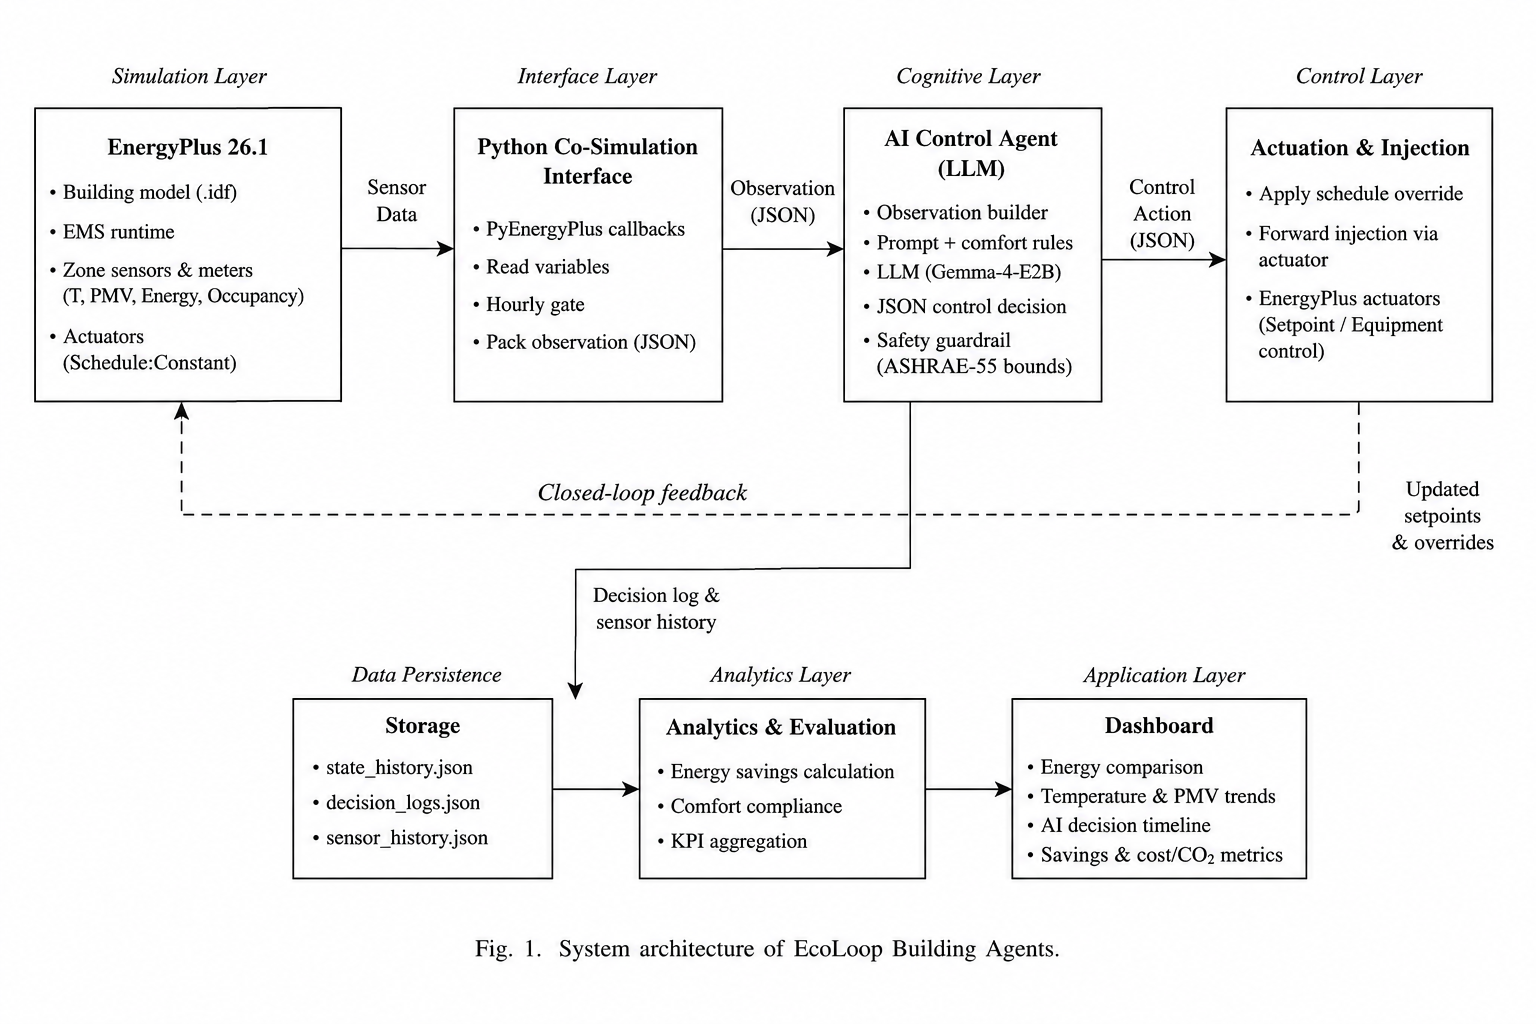 Simulation Layer
EnergyPlus 26.1
• Building model (.idf)
• EMS runtime
• Zone sensors & meters
(T, PMV, Energy, Occupancy)
• Actuators
(Schedule:Constant)
Sensor
Data
Interface Layer
Python Co-Simulation
Interface
• PyEnergyPlus callbacks
• Read variables
• Hourly gate
• Pack observation (JSON)
Observation
(JSON)
Cognitive Layer
AI Control Agent
(LLM)
• Observation builder
• Prompt + comfort rules
• LLM (Gemma-4-E2B)
• JSON control decision
• Safety guardrail
(ASHRAE-55 bounds)
Control
Action
(JSON)
Control Layer
Actuation & Injection
• Apply schedule override
• Forward injection via
actuator
• EnergyPlus actuators
(Setpoint / Equipment
control)
Closed-loop feedback
Updated
setpoints
& overrides
Decision log &
sensor history
Data Persistence
Storage
• state_history.json
• decision_logs.json
• sensor_history.json
Analytics Layer
Analytics & Evaluation
• Energy savings calculation
• Comfort compliance
• KPI aggregation
Application Layer
Dashboard
• Energy comparison
• Temperature & PMV trends
• AI decision timeline
• Savings & cost/CO₂ metrics
Fig. 1. System architecture of EcoLoop Building Agents.